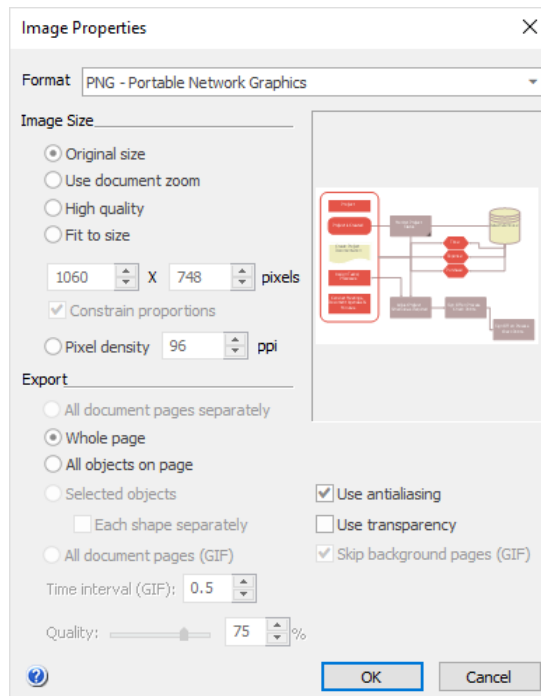 Image Properties
Format PNG - Portable Network Graphics
Image Size
Original size
Use document zoom
High quality
Fit to size
1060 X 748 pixels
Constrain proportions
Pixel density 96 ppi
Export
All document pages separately
Whole page
All objects on page
Selected objects
Use antialiasing
Each shape separately
Use transparency
All document pages (GIF)
Skip background pages (GIF)
Time interval (GIF): 0.5
Quality: 75 %
? OK Cancel